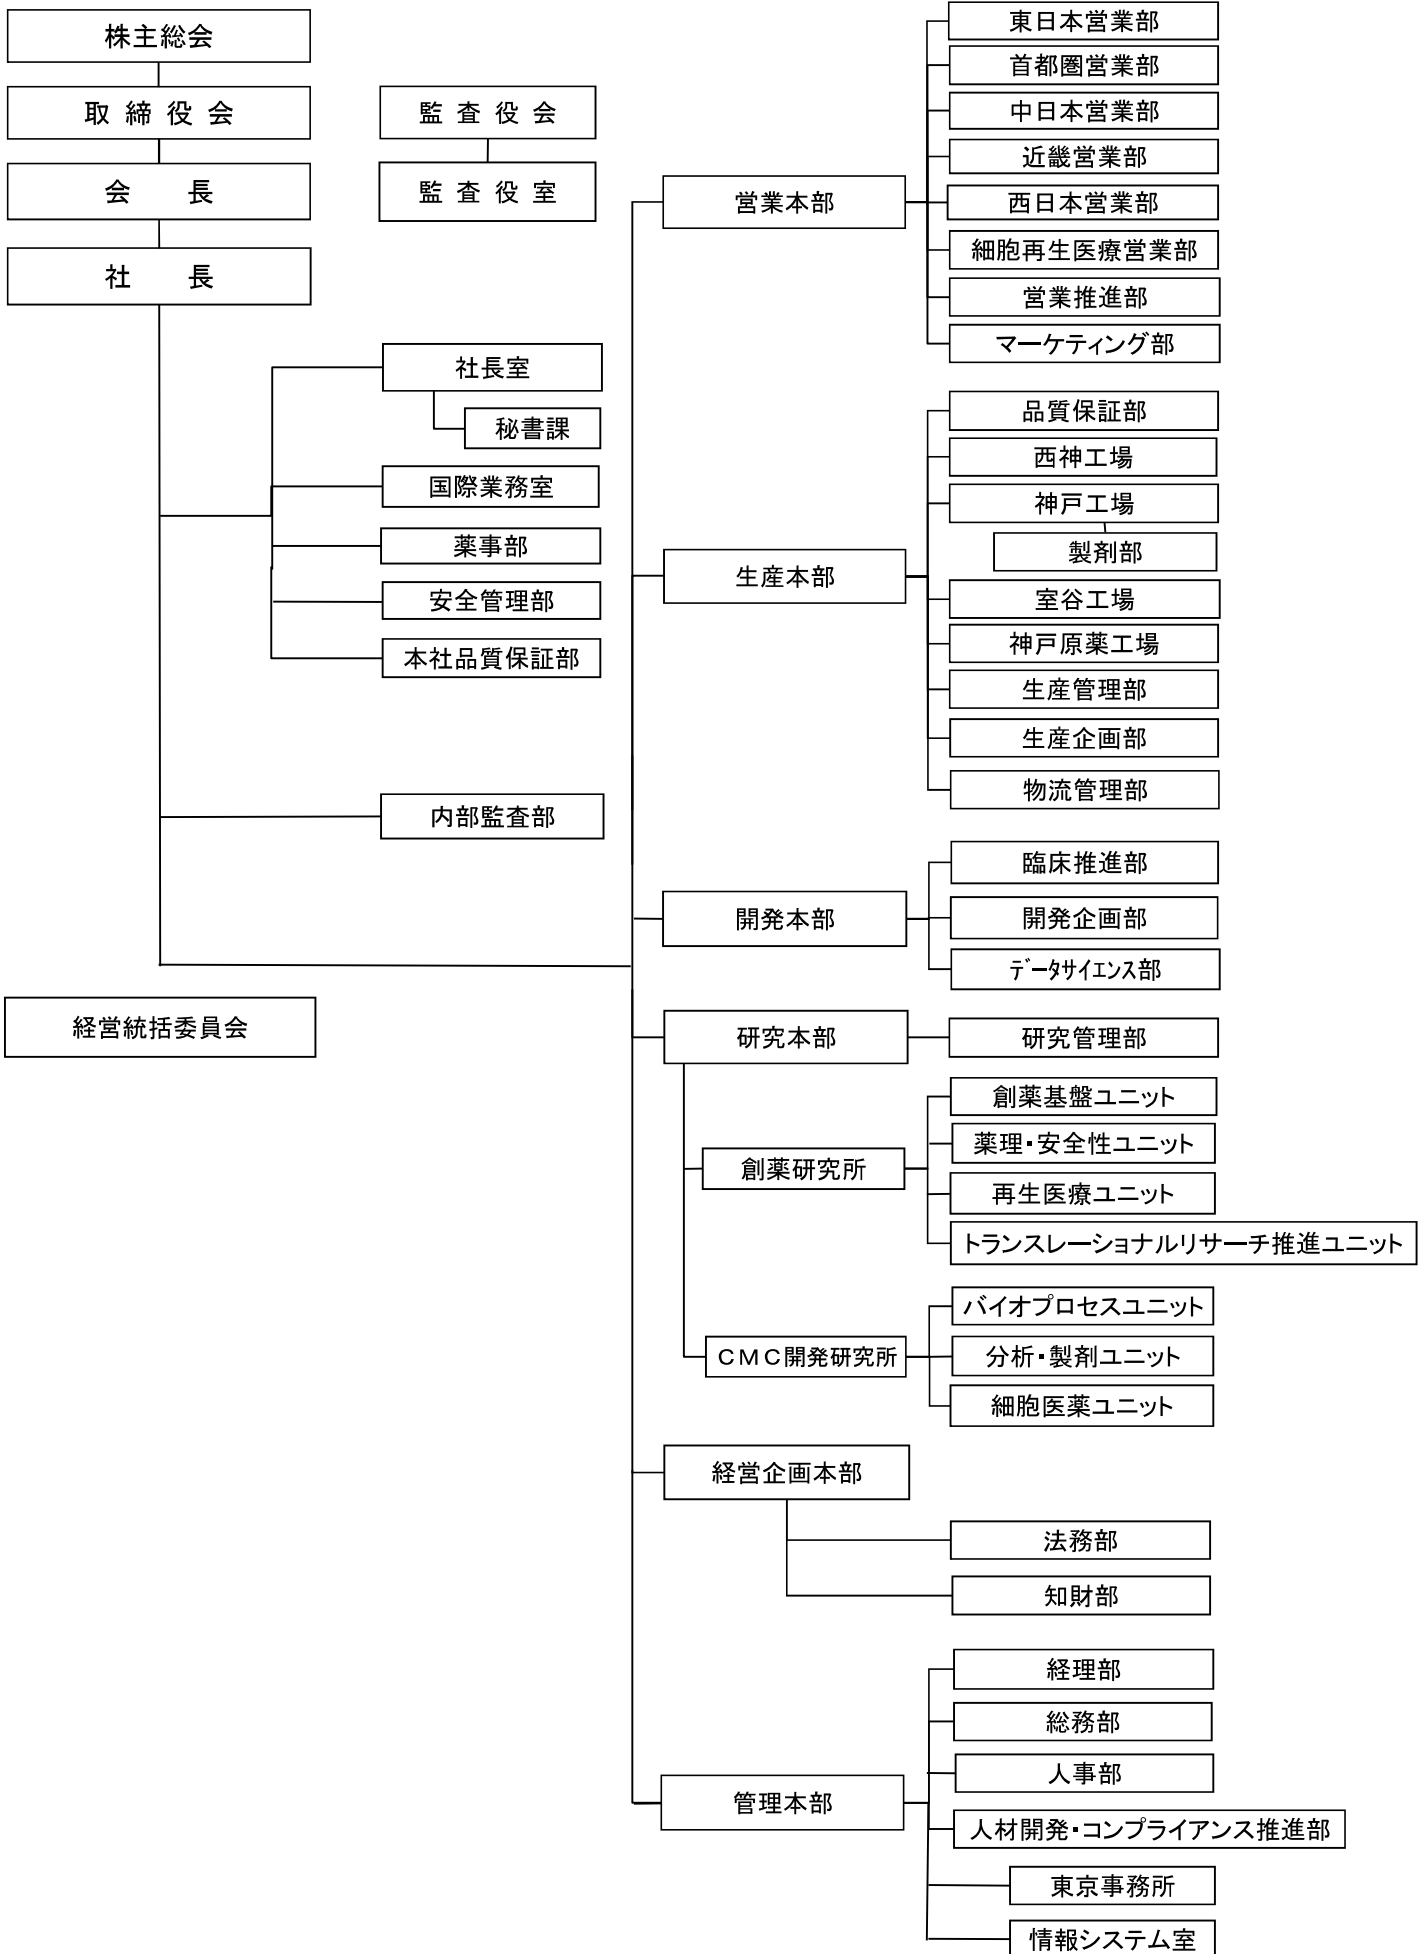 株主総会
取締役会
会長
社長
監査役会
監査役室
社長室
秘書課
国際業務室
薬事部
安全管理部
本社品質保証部
内部監査部
経営統括委員会
営業本部
東日本営業部
首都圏営業部
中日本営業部
近畿営業部
西日本営業部
細胞再生医療営業部
営業推進部
マーケティング部
生産本部
品質保証部
西神工場
神戸工場
製剤部
室谷工場
神戸原薬工場
生産管理部
生産企画部
物流管理部
開発本部
臨床推進部
開発企画部
データサイエンス部
研究本部
研究管理部
創薬研究所
創薬基盤ユニット
薬理・安全性ユニット
再生医療ユニット
トランスレーショナルリサーチ推進ユニット
CMC開発研究所
バイオプロセスユニット
分析・製剤ユニット
細胞医薬ユニット
経営企画本部
法務部
知財部
管理本部
経理部
総務部
人事部
人材開発・コンプライアンス推進部
東京事務所
情報システム室